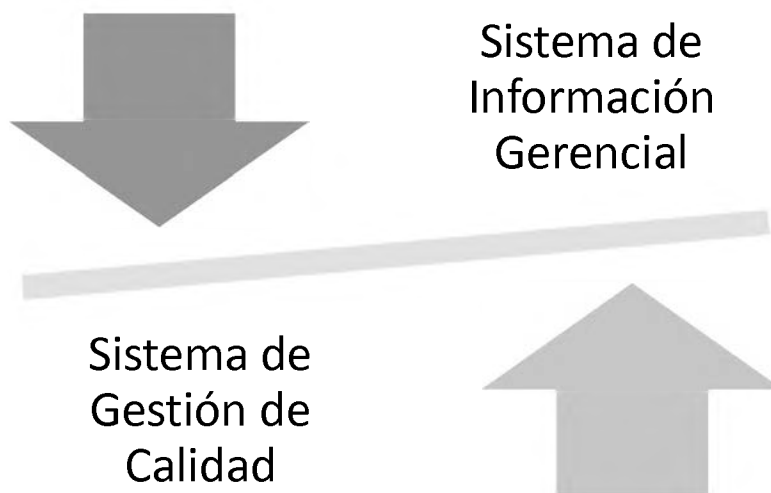 Sistema de
Información
Gerencial
Sistema de
Gestión de
Calidad